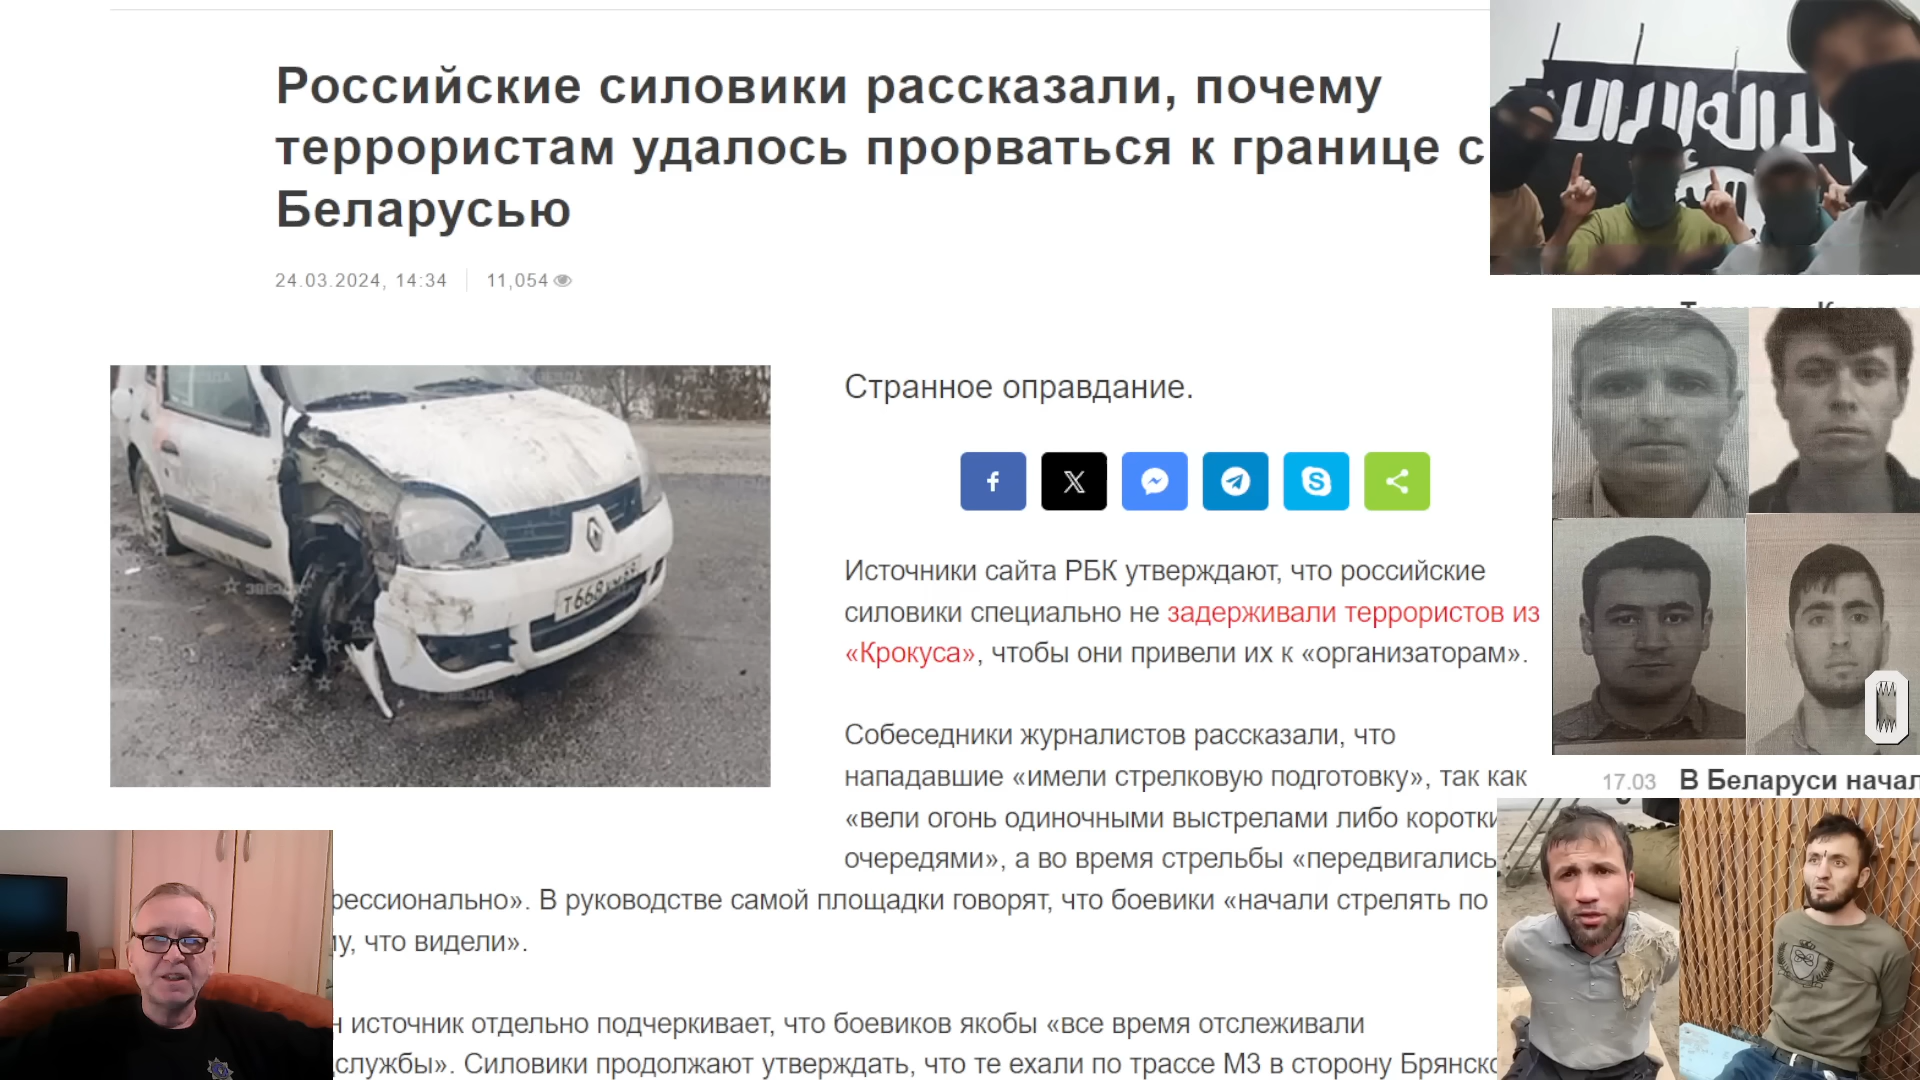 Российские силовики рассказали, почему
террористам удалось прорваться к границе с
Беларусью
24.03.2024, 14:34
11,054
Странное оправдание.
Источники сайта РБК утверждают, что российские
силовики специально не задерживали террористов из
«Крокуса», чтобы они привели их к «организаторам».
Собеседники журналистов рассказали, что
нападавшие «имели стрелковую подготовку», так как
«вели огонь одиночными выстрелами либо коротки
очередями», а во время стрельбы «передвигались
рессионально». В руководстве самой площадки говорят, что боевики «начали стрелять по
му, что видели».
н источник отдельно подчеркивает, что боевиков якобы «все время отслеживали
службы». Силовики продолжают утверждать, что те ехали по трассе М3 в сторону Брянско
17.03 В Беларуси начал
ЗВЕЗДА